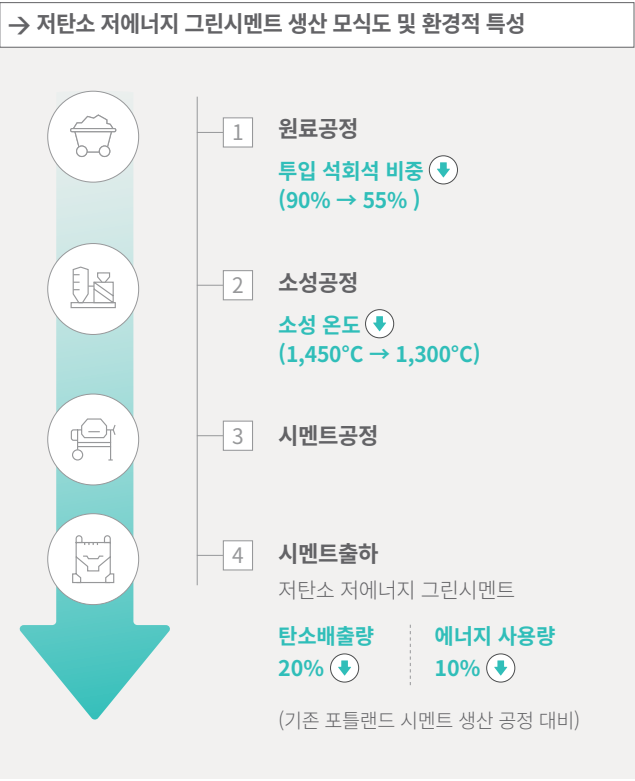 → 저탄소 저에너지 그린시멘트 생산 모식도 및 환경적 특성
1 원료공정
투입 석회석 비중
(90% → 55% )
2 소성공정
소성 온도
(1,450°C → 1,300°C)
3 시멘트공정
4 시멘트출하
저탄소 저에너지 그린시멘트
탄소배출량
20%
에너지 사용량
10%
(기존 포틀랜드 시멘트 생산 공정 대비)